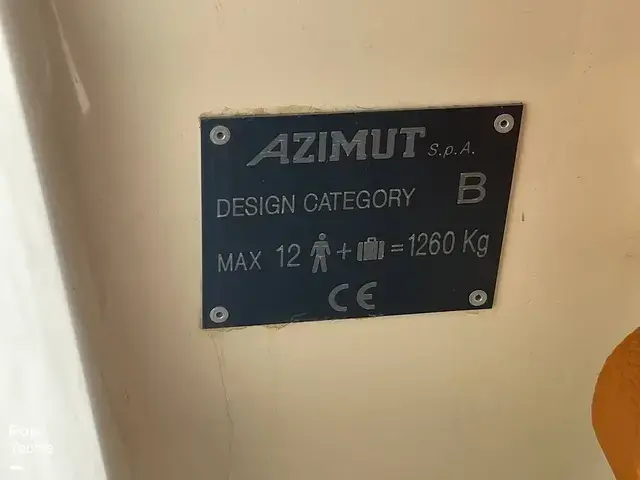 AZIMUT S.p.A.
DESIGN CATEGORY B
MAX 12 + = 1260 Kg
CE